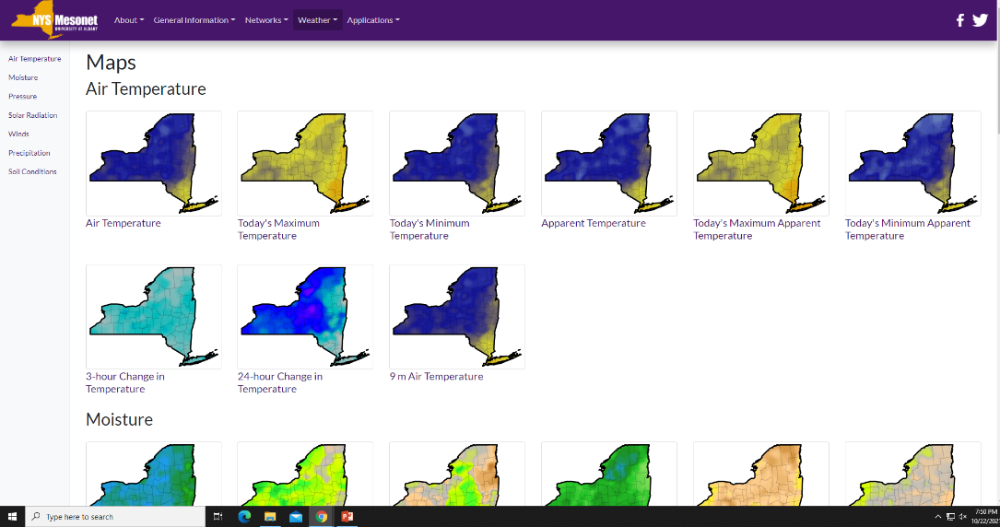 NYS Mesonet
UNIVERSITY AT ALBANY
About
General Information
Networks
Weather
Applications
Air Temperature
Moisture
Pressure
Solar Radiation
Winds
Precipitation
Soil Conditions
Maps
Air Temperature
Air Temperature
Today's Maximum
Temperature
Today's Minimum
Temperature
Apparent Temperature
Today's Maximum Apparent
Temperature
Today's Minimum Apparent
Temperature
3-hour Change in
Temperature
24-hour Change in
Temperature
9 m Air Temperature
Moisture
Type here to search
7:50 PM
10/22/202